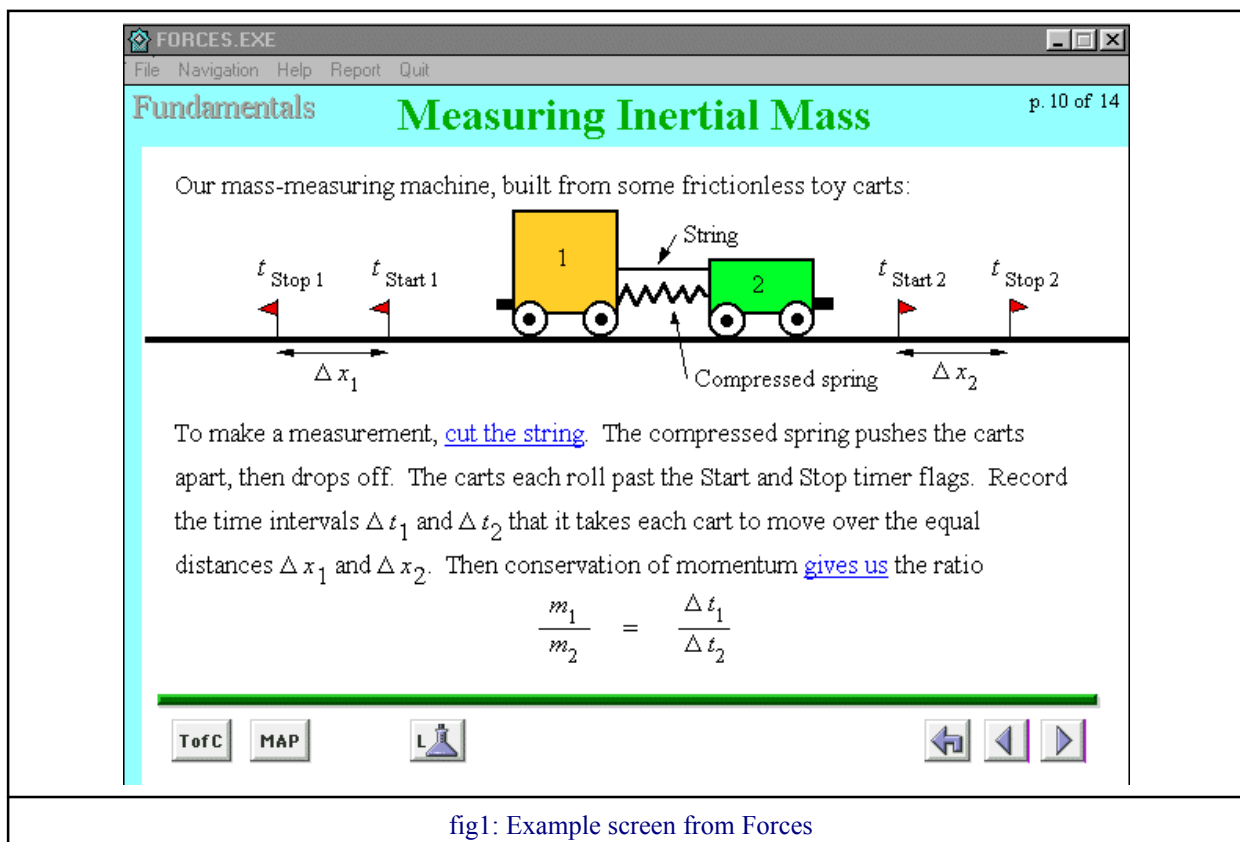 FORCES.EXE
File Navigation Help Report Quit
Fundamentals
Measuring Inertial Mass
p. 10 of 14
Our mass-measuring machine, built from some frictionless toy carts:
t Stop 1
t Start 1
1
String
2
t Start 2
t Stop 2
Δ x1
Compressed spring
Δ x2
To make a measurement, cut the string. The compressed spring pushes the carts
apart, then drops off. The carts each roll past the Start and Stop timer flags. Record
the time intervals Δ t1 and Δ t2 that it takes each cart to move over the equal
distances Δ x1 and Δ x2. Then conservation of momentum gives us the ratio
m1 / m2 = Δ t1 / Δ t2
TofC MAP L
fig1: Example screen from Forces